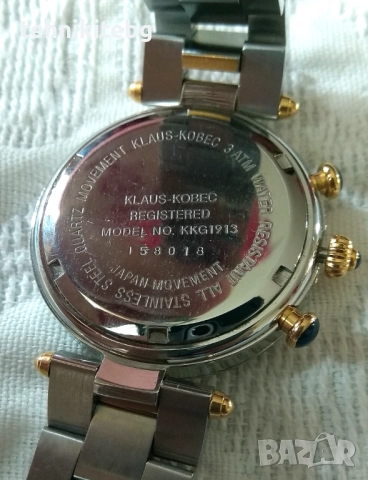 KLAUS-KOBEC 3 ATM WATER RESISTANT ALL STAINLESS STEEL QUARTZ MOVEMENT
KLAUS-KOBEC
REGISTERED
MODEL NO. KKG1913
158018
JAPAN-MOVEMENT
BAZAR